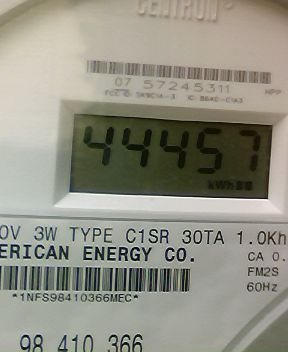 CENTRON
07 57245311
44457
kWh
0V 3W TYPE C1SR 30TA 1.0Kh
ERICAN ENERGY CO.
CA 0.
FM2S
60Hz
*1NFS98410366MEC*
98 410 366